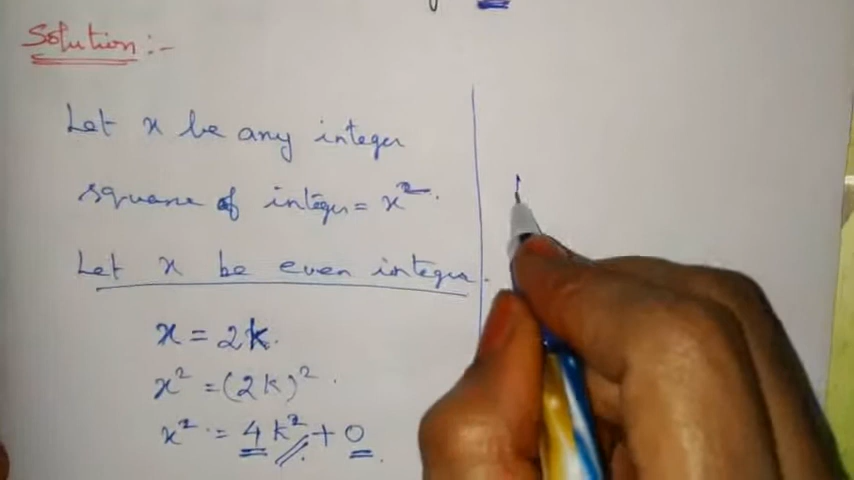 Solution :-
Let x be any integer
square of integer = x².
Let x be even integer.
x = 2k.
x² = (2k)².
x² = 4k² + 0.